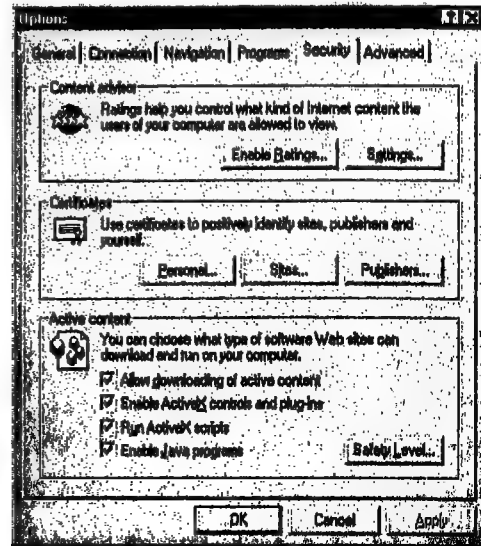 Options
General Connection Navigation Programs Security Advanced
Content advisor
Ratings help you control what kind of Internet content the
users of your computer are allowed to view.
Enable Ratings... Settings...
Certificates
Use certificates to positively identify sites, publishers and
yourself.
Personal... Sites... Publishers...
Active content
You can choose what type of software Web sites can
download and run on your computer.
Allow downloading of active content
Enable ActiveX controls and plug-ins
Run ActiveX scripts
Enable Java programs
Safety Level...
OK Cancel Apply